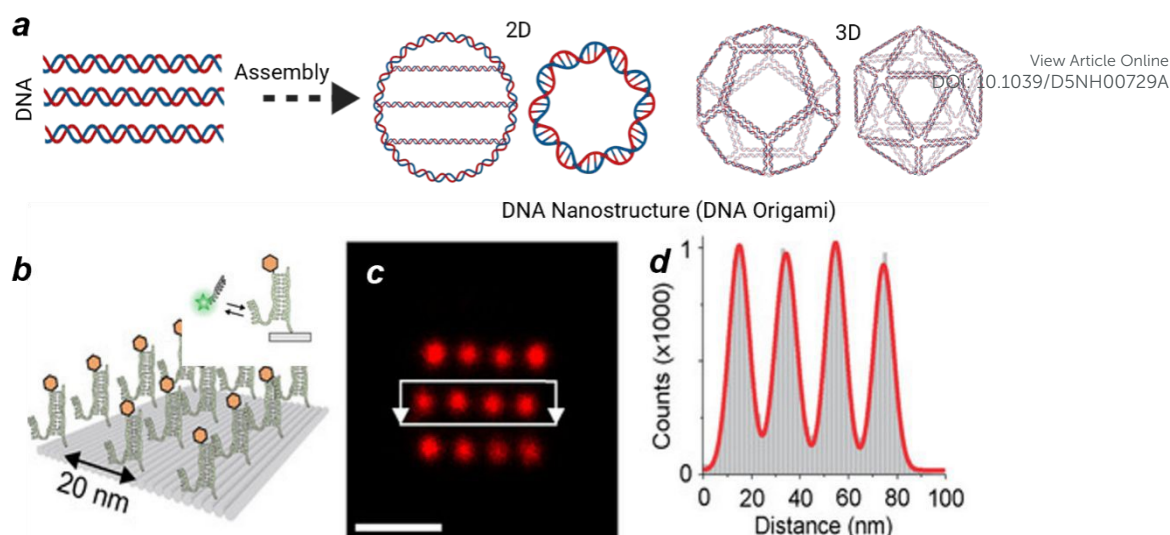 a
2D
3D
DNA
Assembly
View Article Online
DOI: 10.1039/D5NH00729A
DNA Nanostructure (DNA Origami)
b
20 nm
c
d
Counts (x1000)
1
0
0
20
40
60
80
100
Distance (nm)